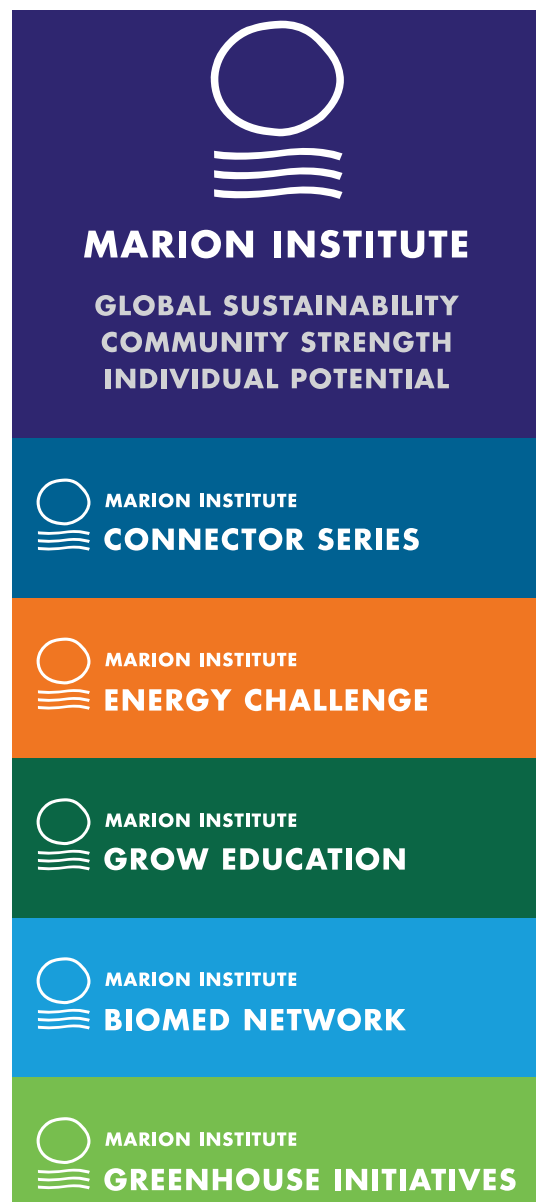 MARION INSTITUTE
GLOBAL SUSTAINABILITY
COMMUNITY STRENGTH
INDIVIDUAL POTENTIAL
MARION INSTITUTE
CONNECTOR SERIES
MARION INSTITUTE
ENERGY CHALLENGE
MARION INSTITUTE
GROW EDUCATION
MARION INSTITUTE
BIOMED NETWORK
MARION INSTITUTE
GREENHOUSE INITIATIVES